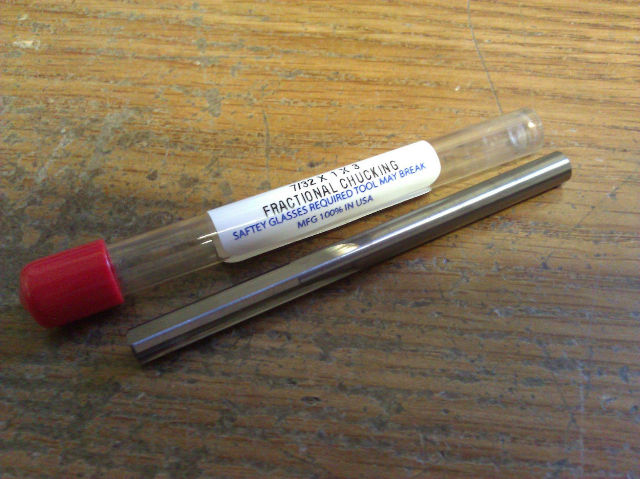 7/32 X 1 X 3
FRACTIONAL CHUCKING
SAFTEY GLASSES REQUIRED TOOL MAY BREAK
MFG 100% IN USA